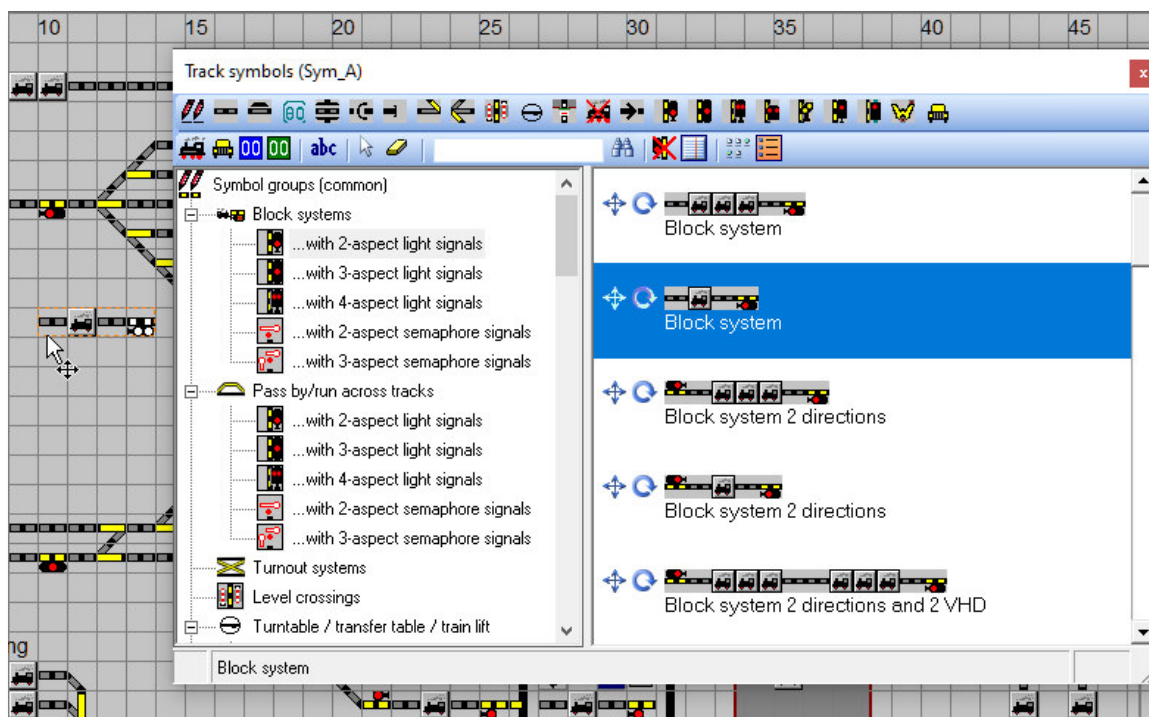 10 15 20 25 30 35 40 45
Track symbols (Sym_A)
x
00 00 abc
Symbol groups (common)
Block systems
...with 2-aspect light signals
...with 3-aspect light signals
...with 4-aspect light signals
...with 2-aspect semaphore signals
...with 3-aspect semaphore signals
Pass by/run across tracks
...with 2-aspect light signals
...with 3-aspect light signals
...with 4-aspect light signals
...with 2-aspect semaphore signals
...with 3-aspect semaphore signals
Turnout systems
Level crossings
Turntable / transfer table / train lift
Block system
Block system
Block system 2 directions
Block system 2 directions
Block system 2 directions and 2 VHD
ng
Block system